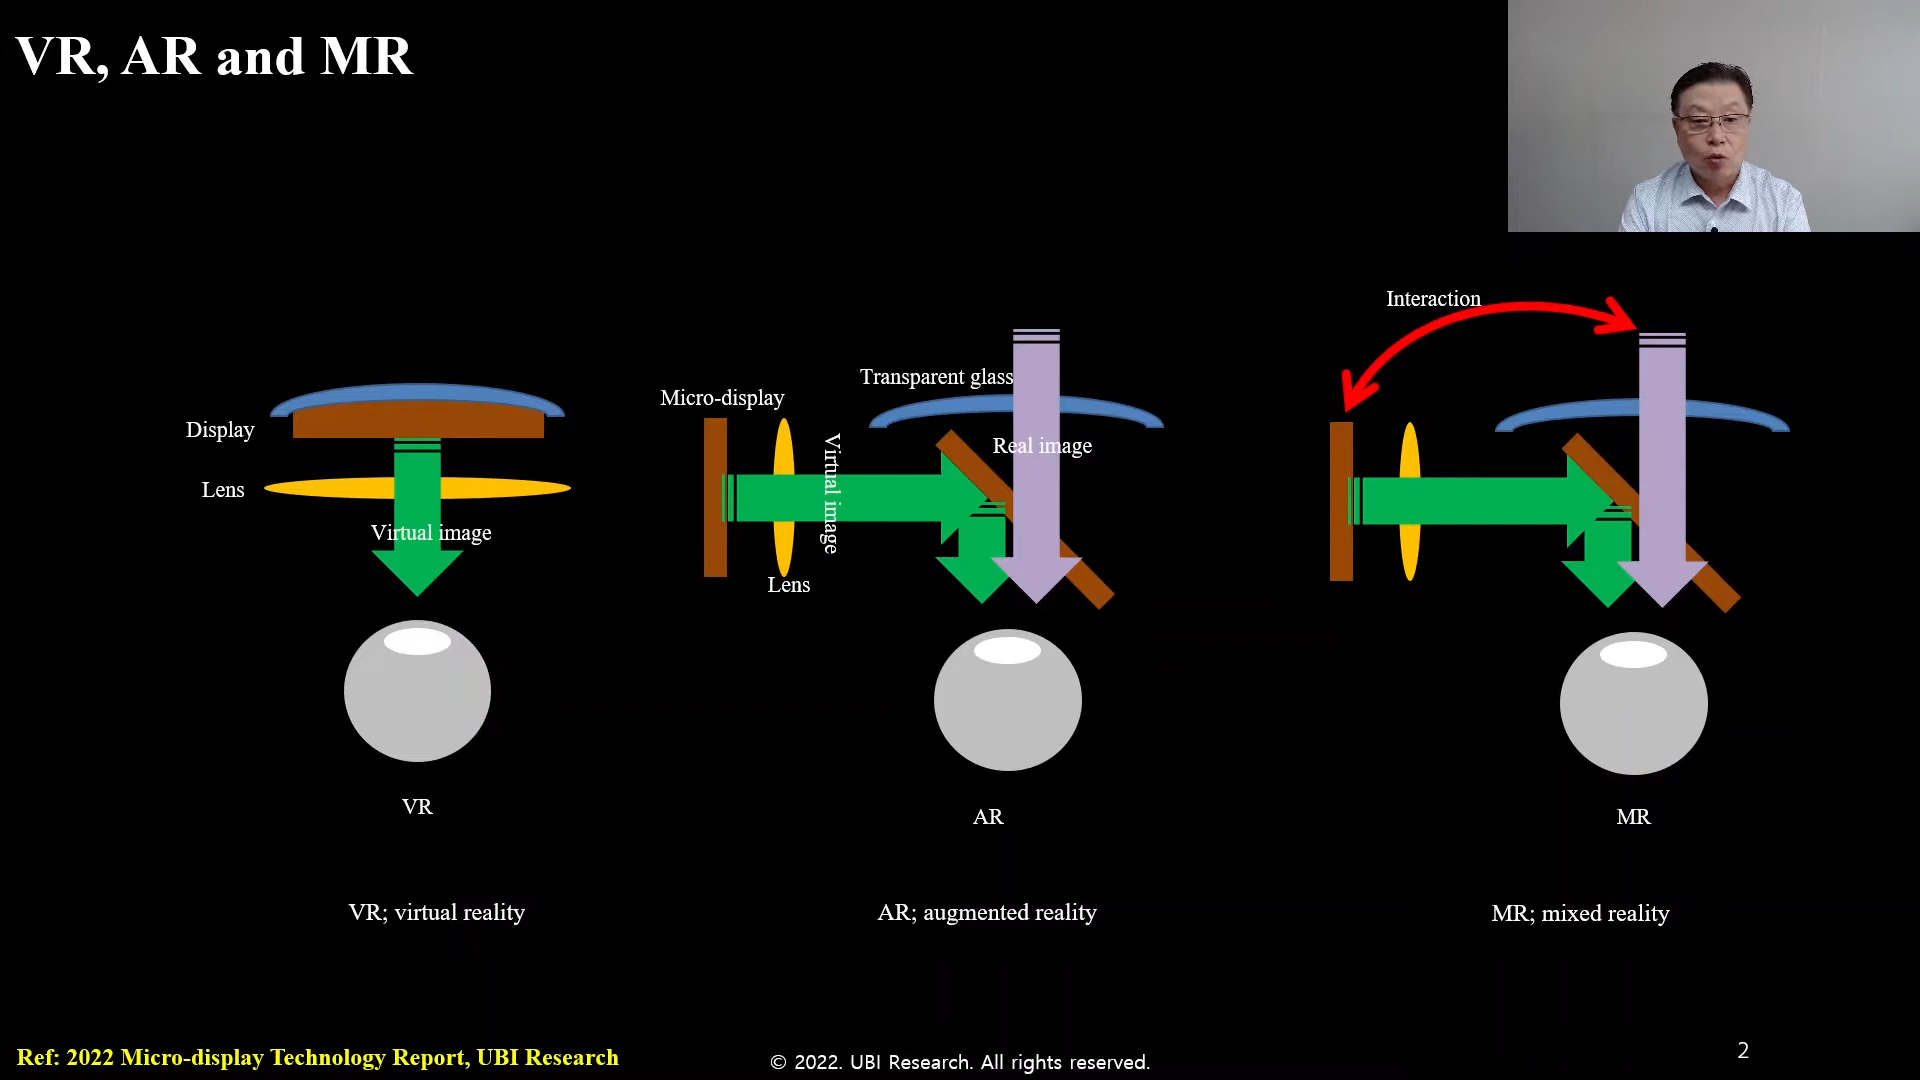 VR, AR and MR
Display
Lens
Virtual image
VR
VR; virtual reality
Micro-display
Transparent glass
Real image
Virtual image
Lens
AR
AR; augmented reality
Interaction
MR
MR; mixed reality
Ref: 2022 Micro-display Technology Report, UBI Research
© 2022. UBI Research. All rights reserved.
2